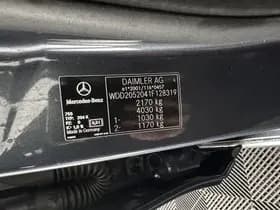 DAIMLER AG
e1*2001/116*0457
WDD2052041F128319
2170 kg
4030 kg
1- 1030 kg
2- 1170 kg
Mercedes-Benz
Made in Germany